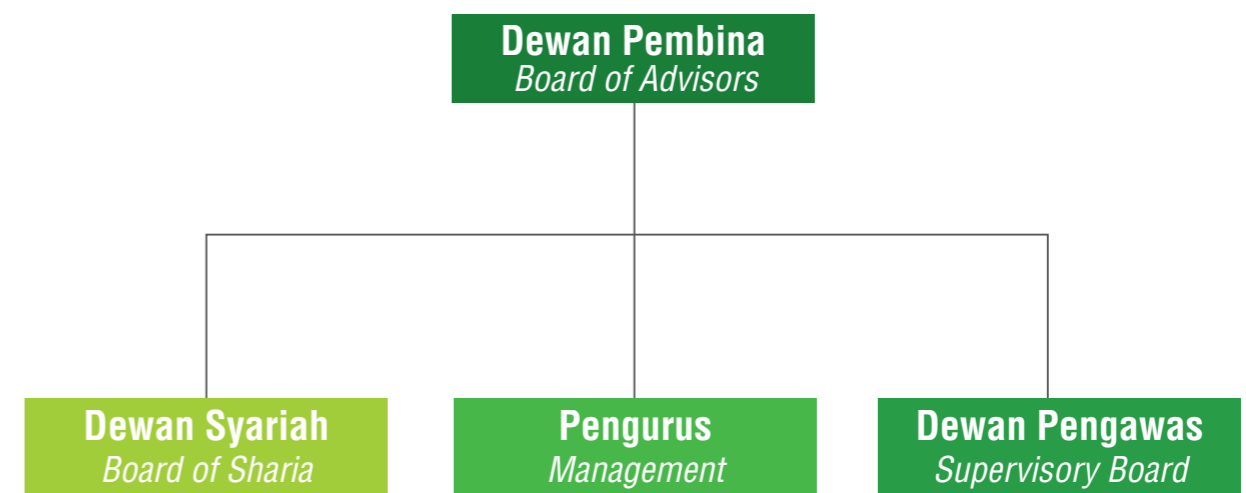 Dewan Pembina
Board of Advisors
Dewan Syariah
Board of Sharia
Pengurus
Management
Dewan Pengawas
Supervisory Board